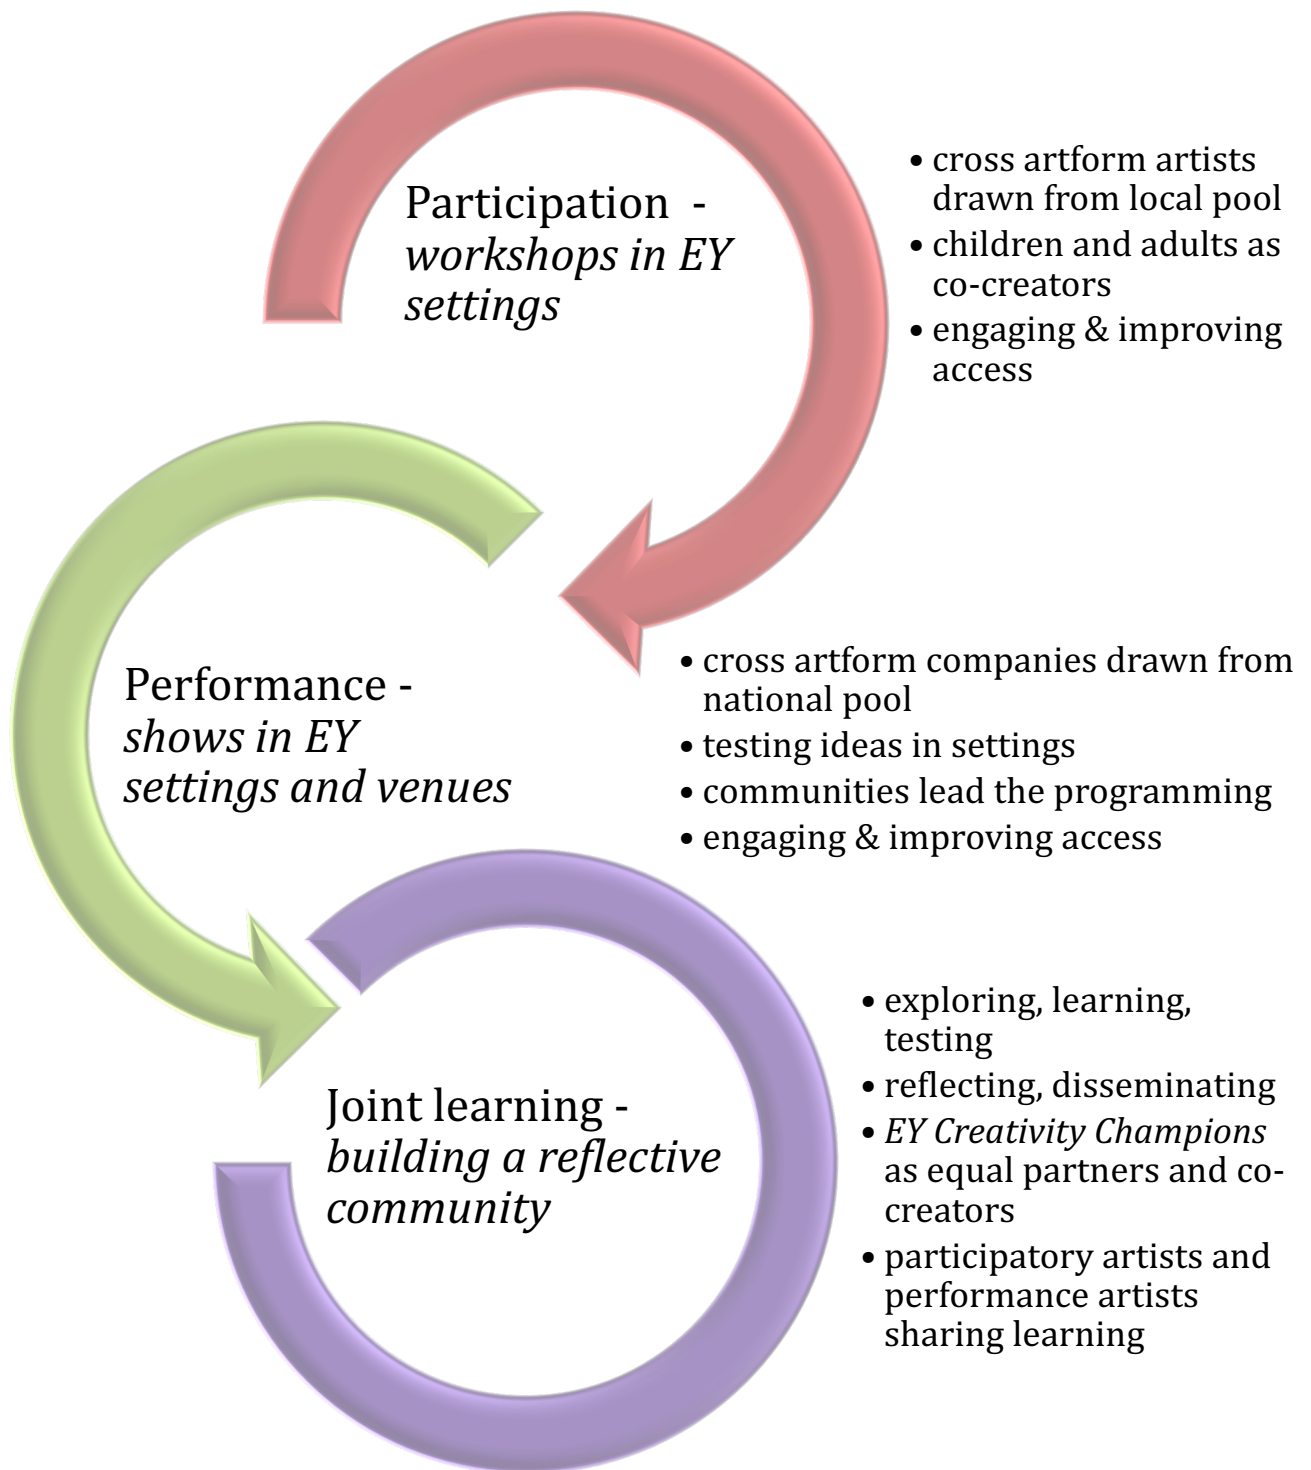 Participation -
workshops in EY
settings
• cross artform artists
drawn from local pool
• children and adults as
co-creators
• engaging & improving
access
Performance -
shows in EY
settings and venues
• cross artform companies drawn from
national pool
• testing ideas in settings
• communities lead the programming
• engaging & improving access
Joint learning -
building a reflective
community
• exploring, learning,
testing
• reflecting, disseminating
• EY Creativity Champions
as equal partners and co-
creators
• participatory artists and
performance artists
sharing learning